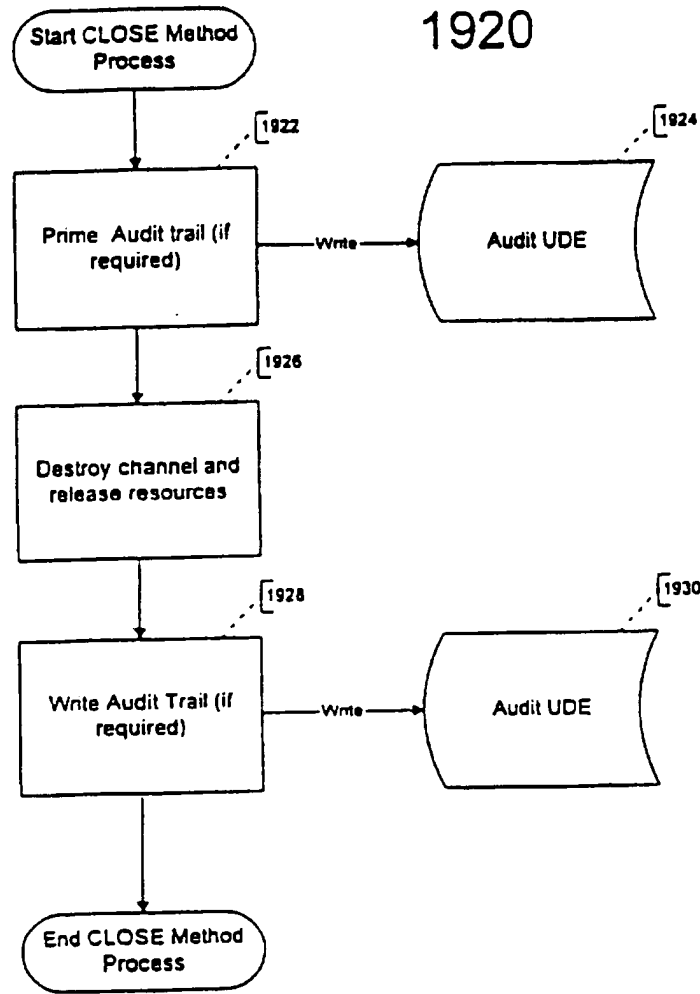 1920
Start CLOSE Method
Process
1922
Prime Audit trail (if
required)
Write
1924
Audit UDE
1926
Destroy channel and
release resources
1928
Write Audit Trail (if
required)
Write
1930
Audit UDE
End CLOSE Method
Process